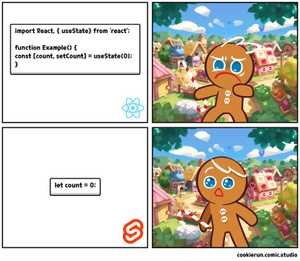 import React, { useState} from 'react';
function Example() {
const [count, setCount] = useState(0);
}
let count = 0;
cookierun.comic.studio